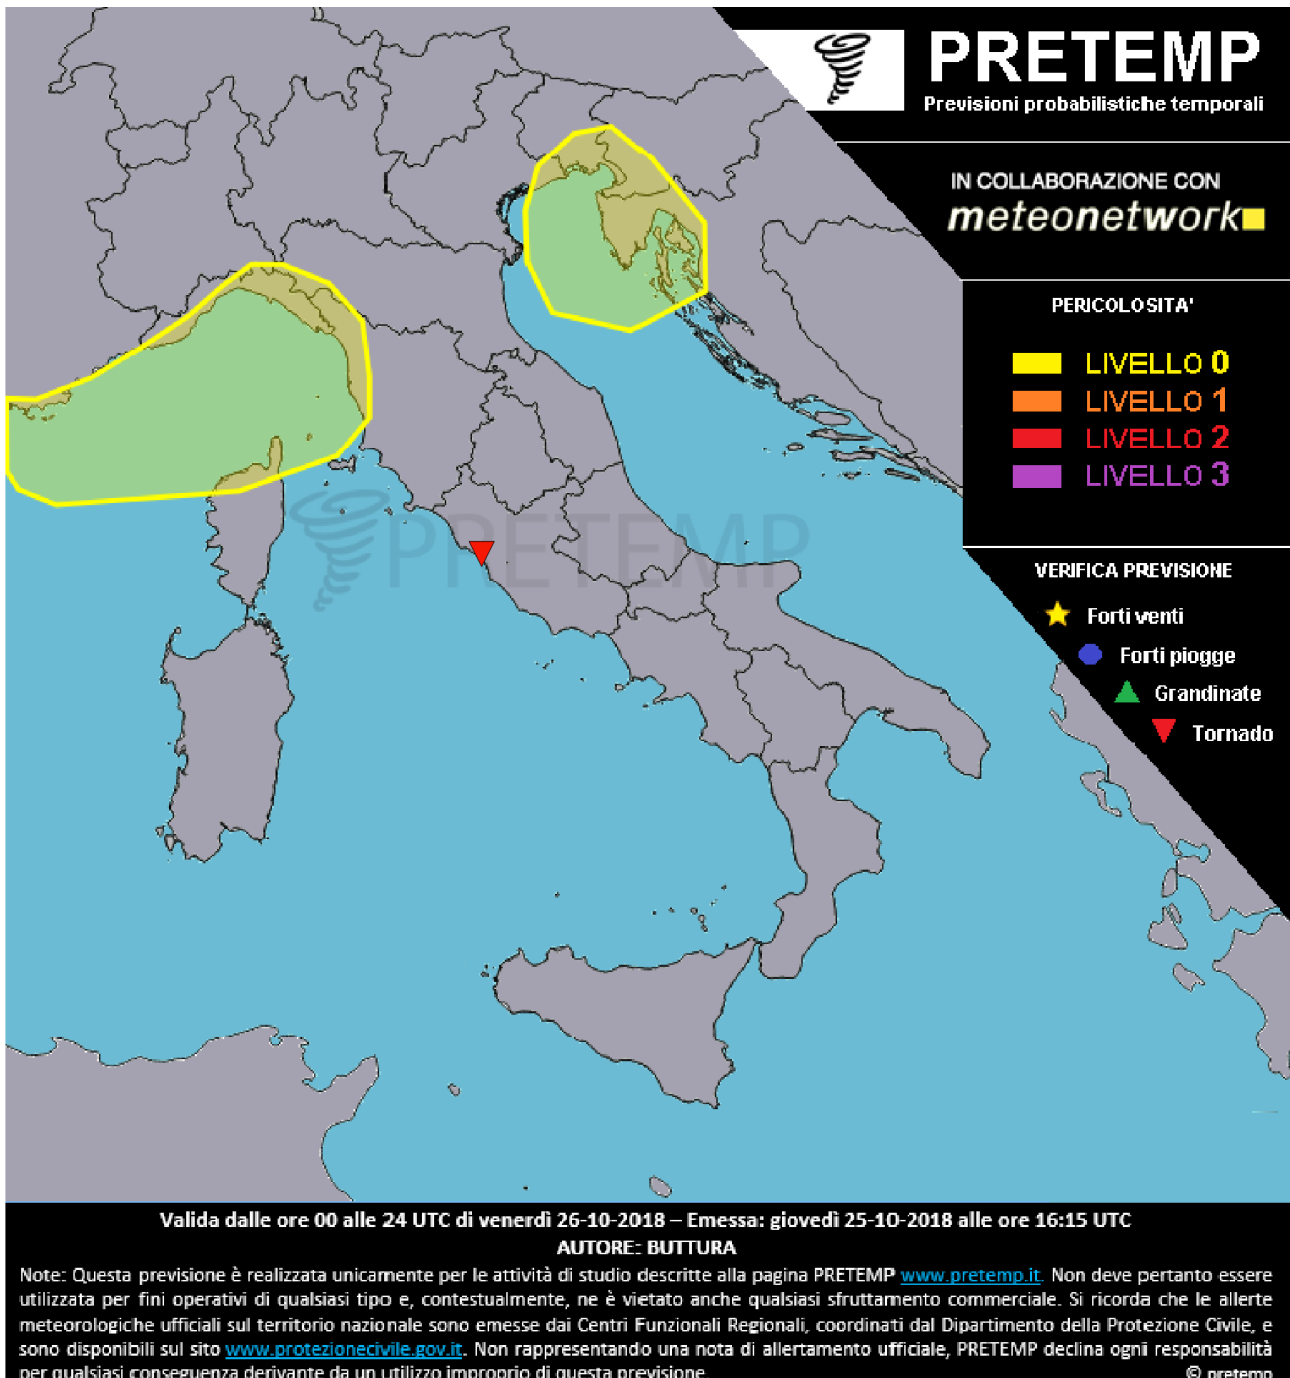 PRETEMP
Previsioni probabilistiche temporali
IN COLLABORAZIONE CON
meteonetwork
PERICOLOSITA'
LIVELLO 0
LIVELLO 1
LIVELLO 2
LIVELLO 3
PRETEMP
VERIFICA PREVISIONE
Forti venti
Forti piogge
Grandinate
Tornado
Valida dalle ore 00 alle 24 UTC di venerdì 26-10-2018 – Emessa: giovedì 25-10-2018 alle ore 16:15 UTC
AUTORE: BUTTURA
Note: Questa previsione è realizzata unicamente per le attività di studio descritte alla pagina PRETEMP www.pretemp.it. Non deve pertanto essere
utilizzata per fini operativi di qualsiasi tipo e, contestualmente, ne è vietato anche qualsiasi sfruttamento commerciale. Si ricorda che le allerte
meteorologiche ufficiali sul territorio nazionale sono emesse dai Centri Funzionali Regionali, coordinati dal Dipartimento della Protezione Civile, e
sono disponibili sul sito www.protezionecivile.gov.it. Non rappresentando una nota di allertamento ufficiale, PRETEMP declina ogni responsabilità
per qualsiasi conseguenza derivante da un utilizzo improprio di questa previsione.
© pretemp